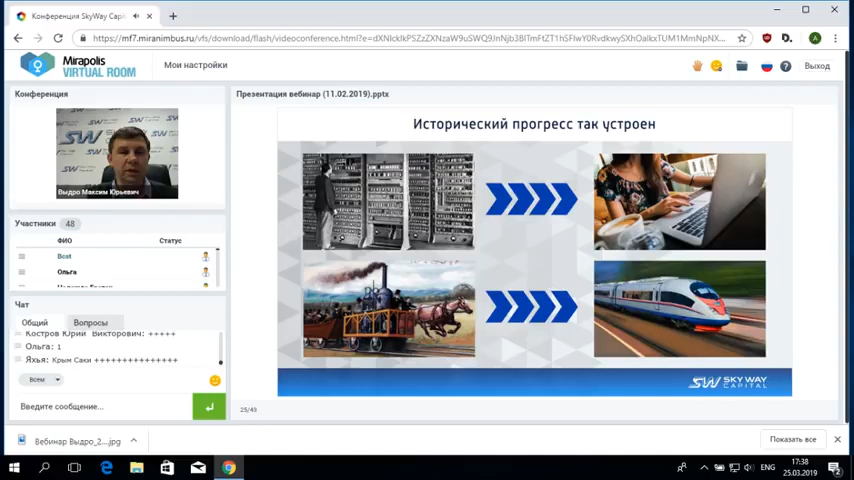 Конференция SkyWay Capit
https://mf7.miranimbus.ru/vfs/download/flash/videoconference.html?e=
Mirapolis
VIRTUAL ROOM
Мои настройки
Выход
Конференция
Выдро Максим Юрьевич
Участники 48
ФИО Статус
Bcat
Ольга
Чат
Общий Вопросы
Костров Юрий Викторович: +++++
Ольга: 1
Яхья: Крым Саки +++++++++++++++
Всем
Введите сообщение...
Презентация вебинар (11.02.2019).pptx
Исторический прогресс так устроен
SW SKY WAY
CAPITAL
25/43
Вебинар Выдро_2....jpg
Показать все
ENG
17:38
25.03.2019